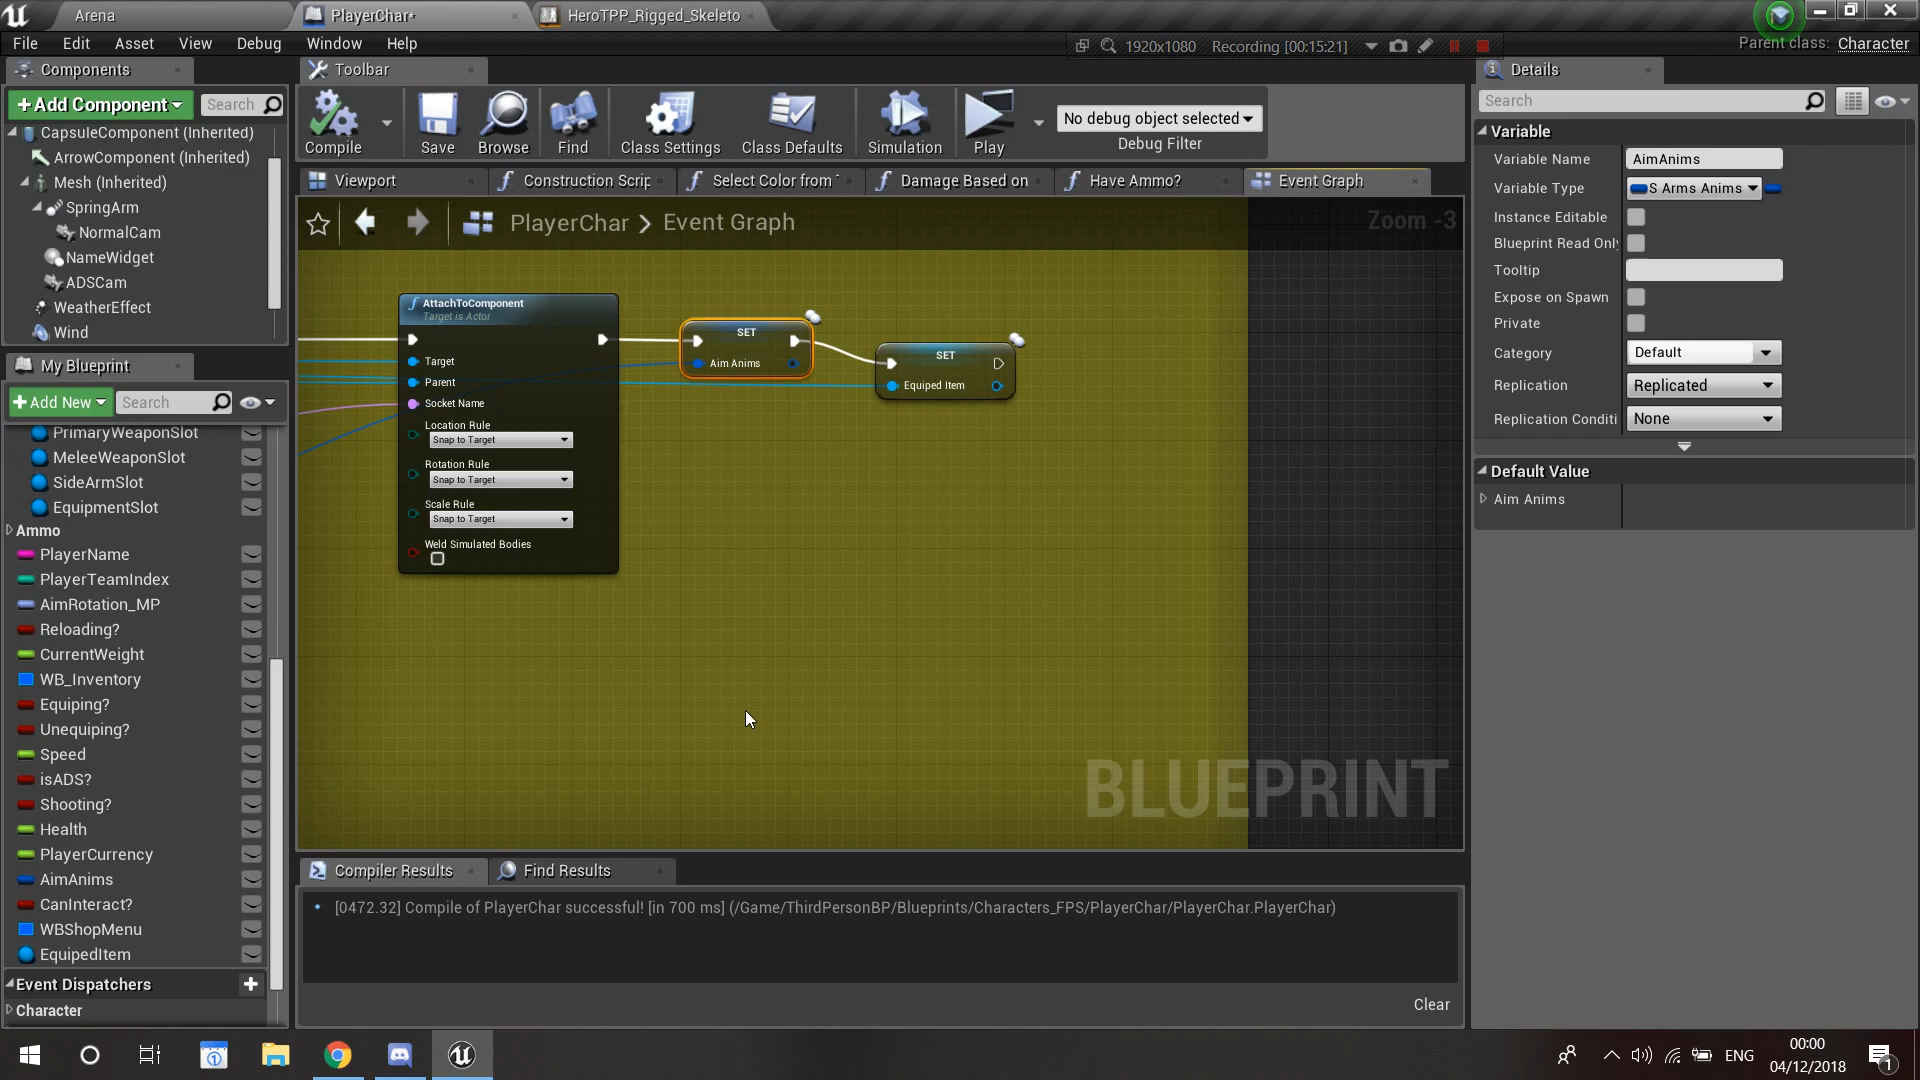 Arena
PlayerChar*
HeroTPP_Rigged_Skeleto
File
Edit
Asset
View
Debug
Window
Help
1920x1080
Recording [00:15:21]
Parent class: Character
Components
+Add Component
Search
CapsuleComponent (Inherited)
ArrowComponent (Inherited)
Mesh (Inherited)
SpringArm
NormalCam
NameWidget
ADSCam
WeatherEffect
Wind
My Blueprint
+Add New
Search
PrimaryWeaponSlot
MeleeWeaponSlot
SideArmSlot
EquipmentSlot
Ammo
PlayerName
PlayerTeamIndex
AimRotation_MP
Reloading?
CurrentWeight
WB_Inventory
Equiping?
Unequiping?
Speed
isADS?
Shooting?
Health
PlayerCurrency
AimAnims
CanInteract?
WBShopMenu
EquipedItem
Event Dispatchers
Character
Toolbar
Compile
Save
Browse
Find
Class Settings
Class Defaults
Simulation
Play
No debug object selected
Debug Filter
Viewport
Construction Scrip
Select Color from
Damage Based on
Have Ammo?
Event Graph
PlayerChar > Event Graph
Zoom -3
AttachToComponent
Target is Actor
Target
Parent
Socket Name
Location Rule
Snap to Target
Rotation Rule
Snap to Target
Scale Rule
Snap to Target
Weld Simulated Bodies
SET
Aim Anims
SET
Equiped Item
BLUEPRINT
Compiler Results
Find Results
[0472.32] Compile of PlayerChar successful! [in 700 ms] (/Game/ThirdPersonBP/Blueprints/Characters_FPS/PlayerChar/PlayerChar.PlayerChar)
Clear
Details
Search
Variable
Variable Name
AimAnims
Variable Type
S Arms Anims
Instance Editable
Blueprint Read Only
Tooltip
Expose on Spawn
Private
Category
Default
Replication
Replicated
Replication Conditi
None
Default Value
Aim Anims
ENG
00:00
04/12/2018
1